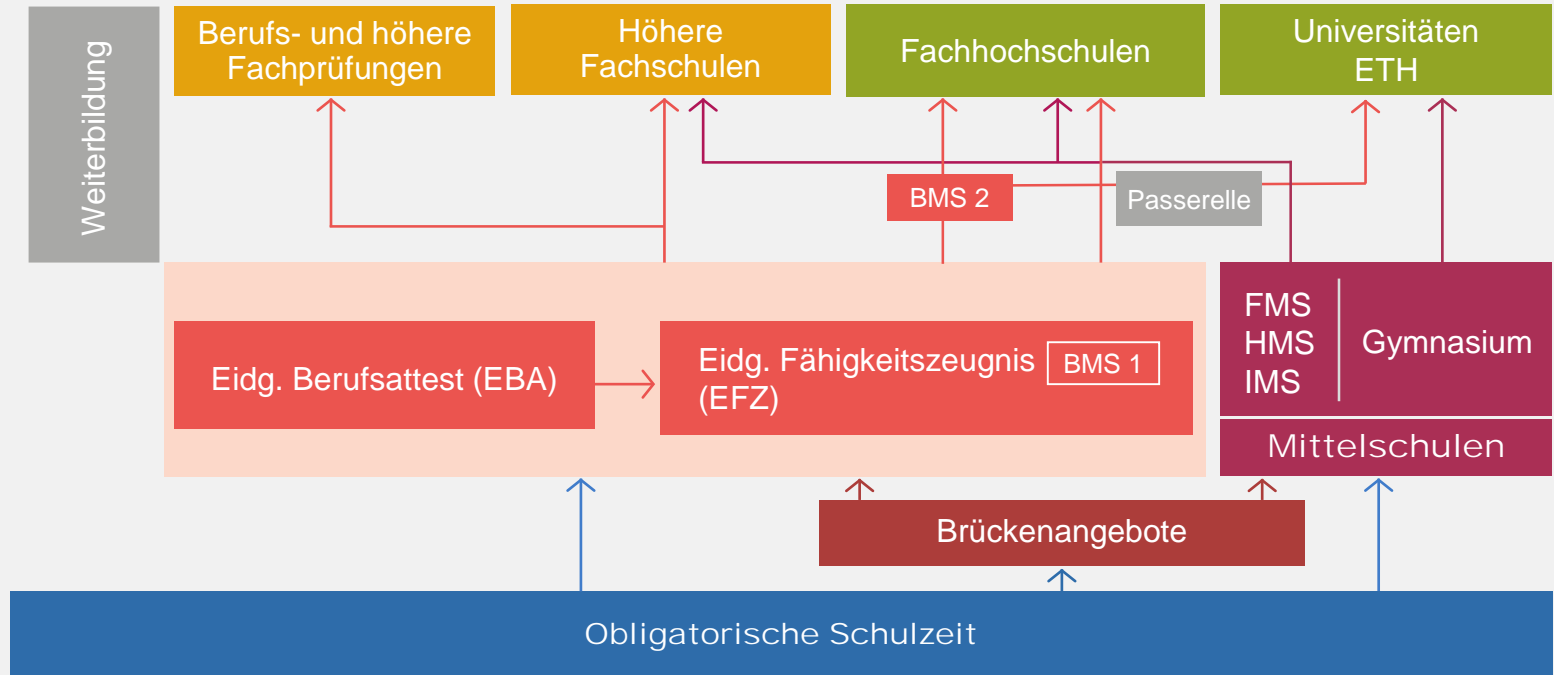 Weiterbildung
Berufs- und höhere
Fachprüfungen
Höhere
Fachschulen
Fachhochschulen
Universitäten
ETH
BMS 2
Passerelle
Eidg. Berufsattest (EBA)
Eidg. Fähigkeitszeugnis
(EFZ)
BMS 1
FMS
HMS
IMS
Gymnasium
Mittelschulen
Brückenangebote
Obligatorische Schulzeit